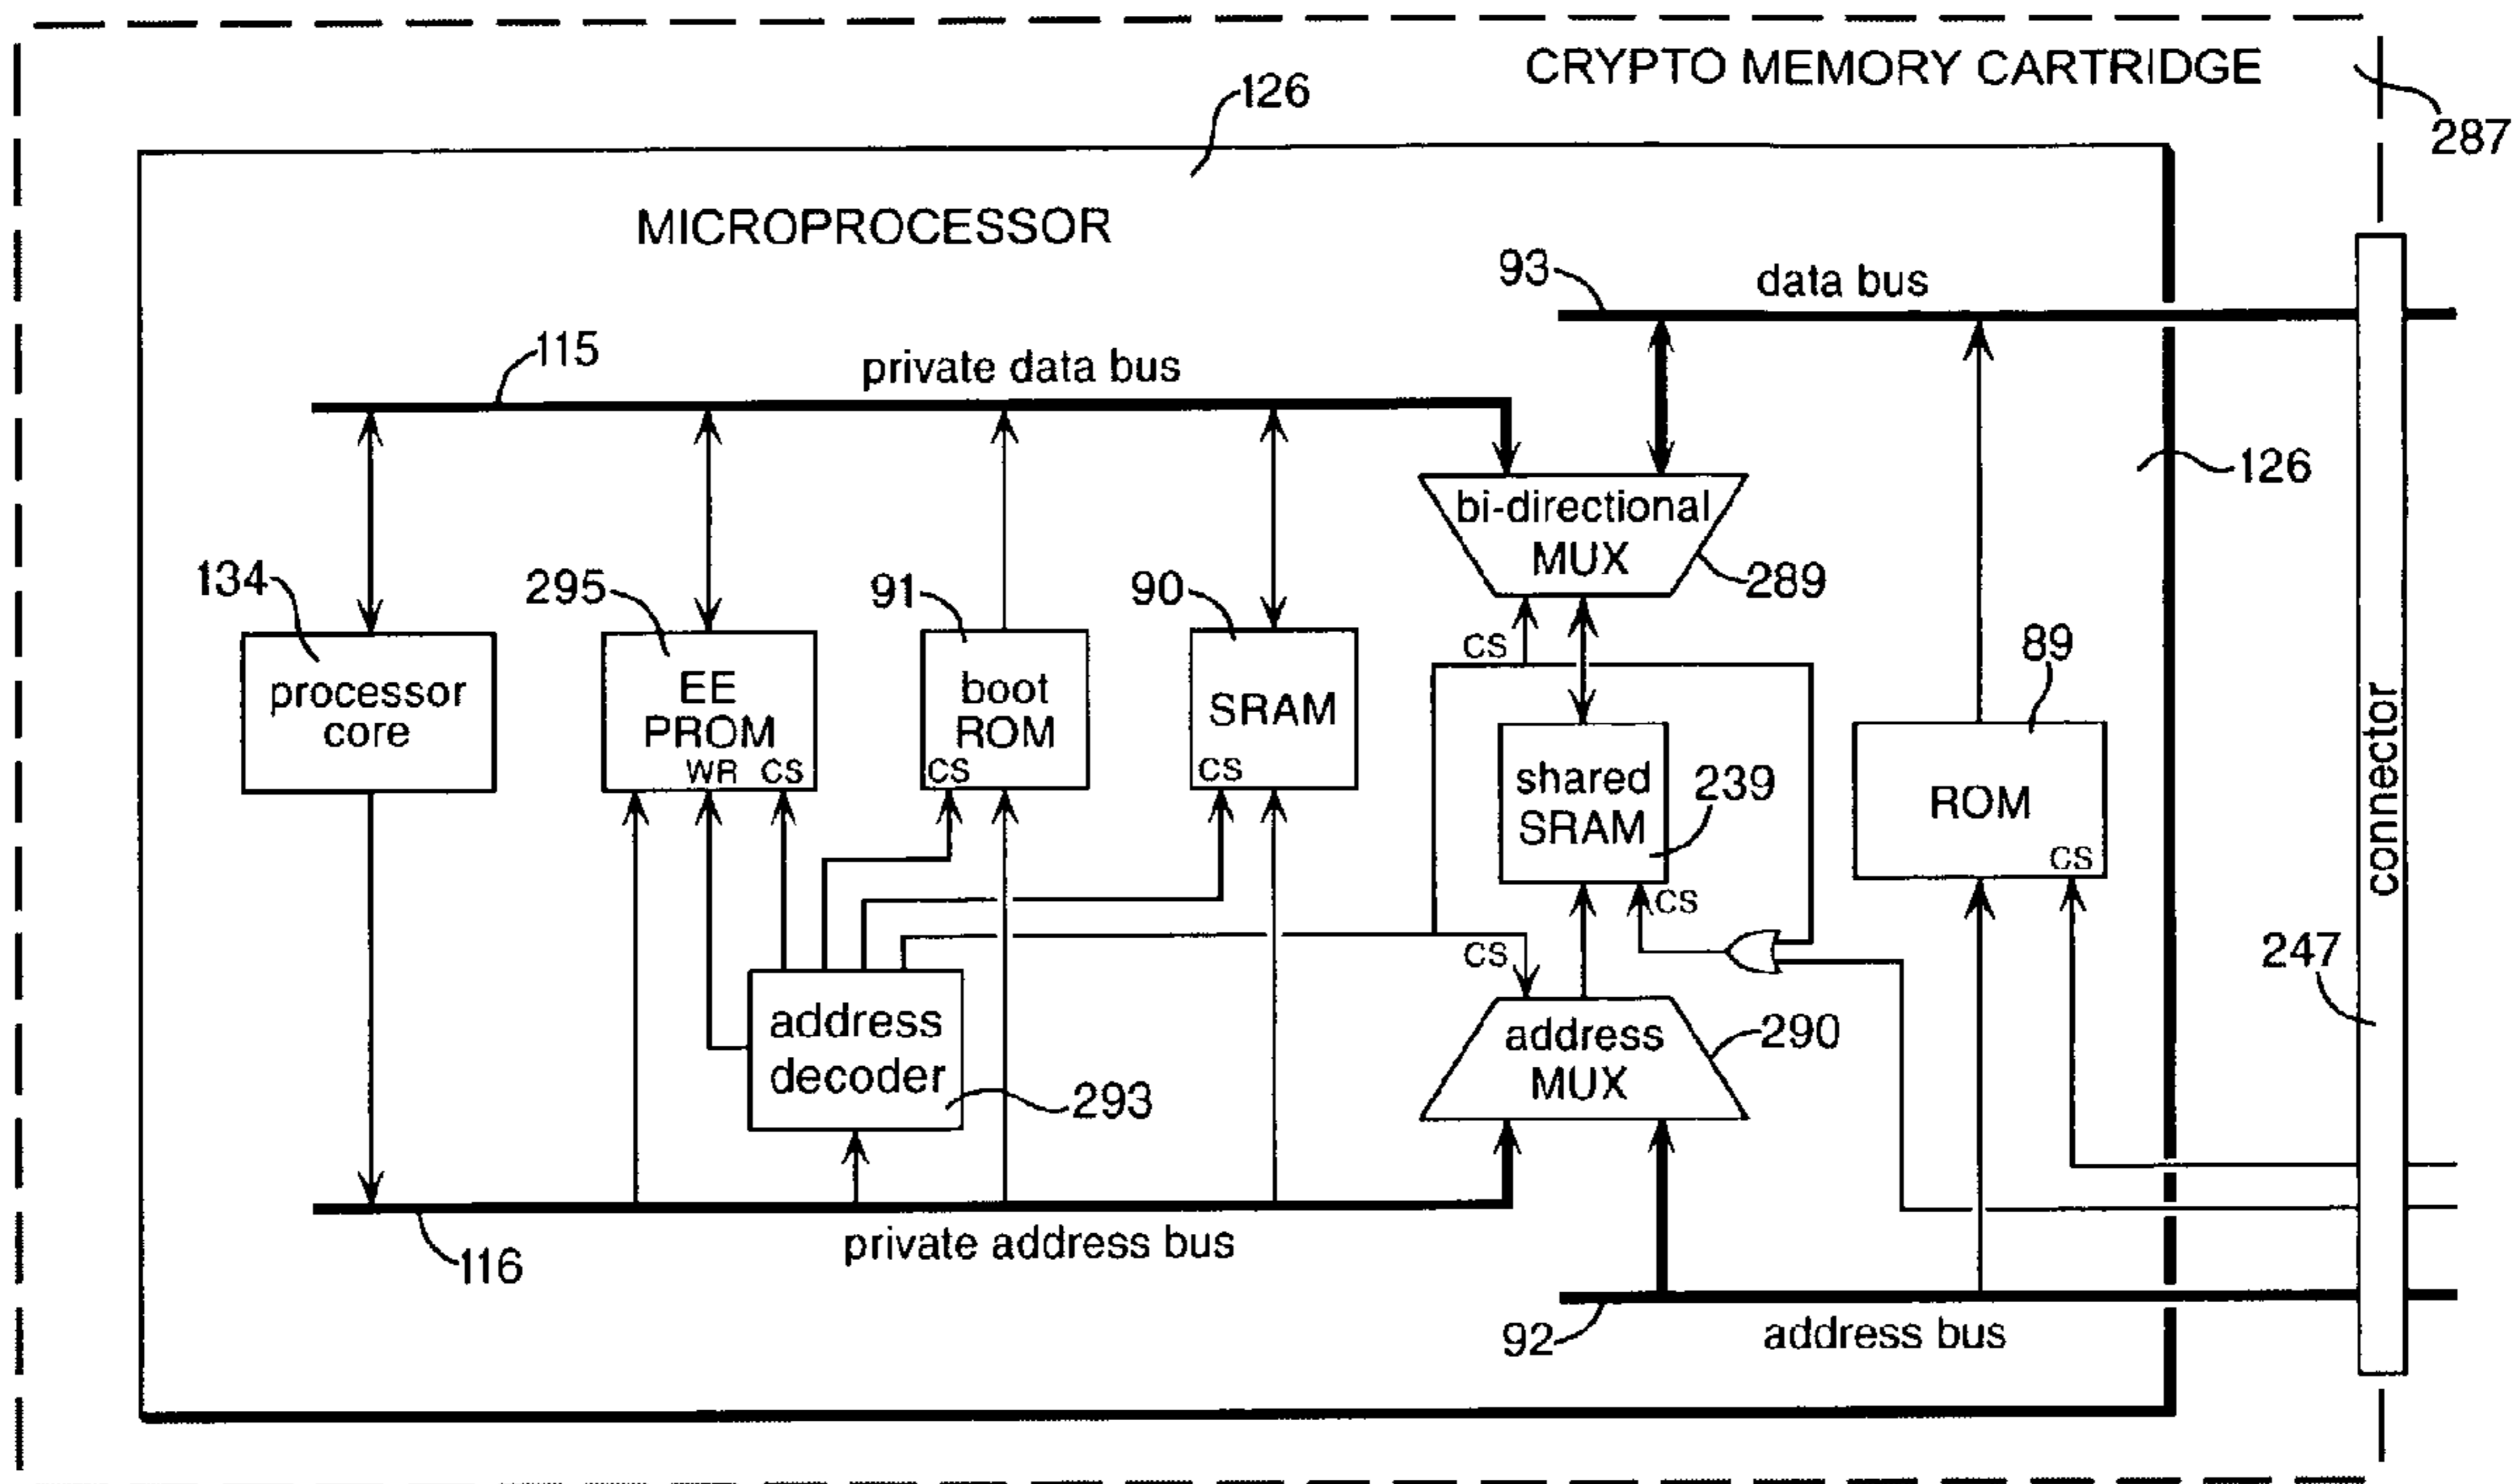 CRYPTO MEMORY CARTRIDGE
126
287
MICROPROCESSOR
93
data bus
115
private data bus
126
bi-directional
MUX
289
134
295
91
90
89
CS
processor
core
EE
PROM
WR CS
boot
ROM
CS
SRAM
CS
shared
SRAM
239
CS
ROM
CS
connector
247
CS
address
decoder
293
address
MUX
290
116
private address bus
92
address bus